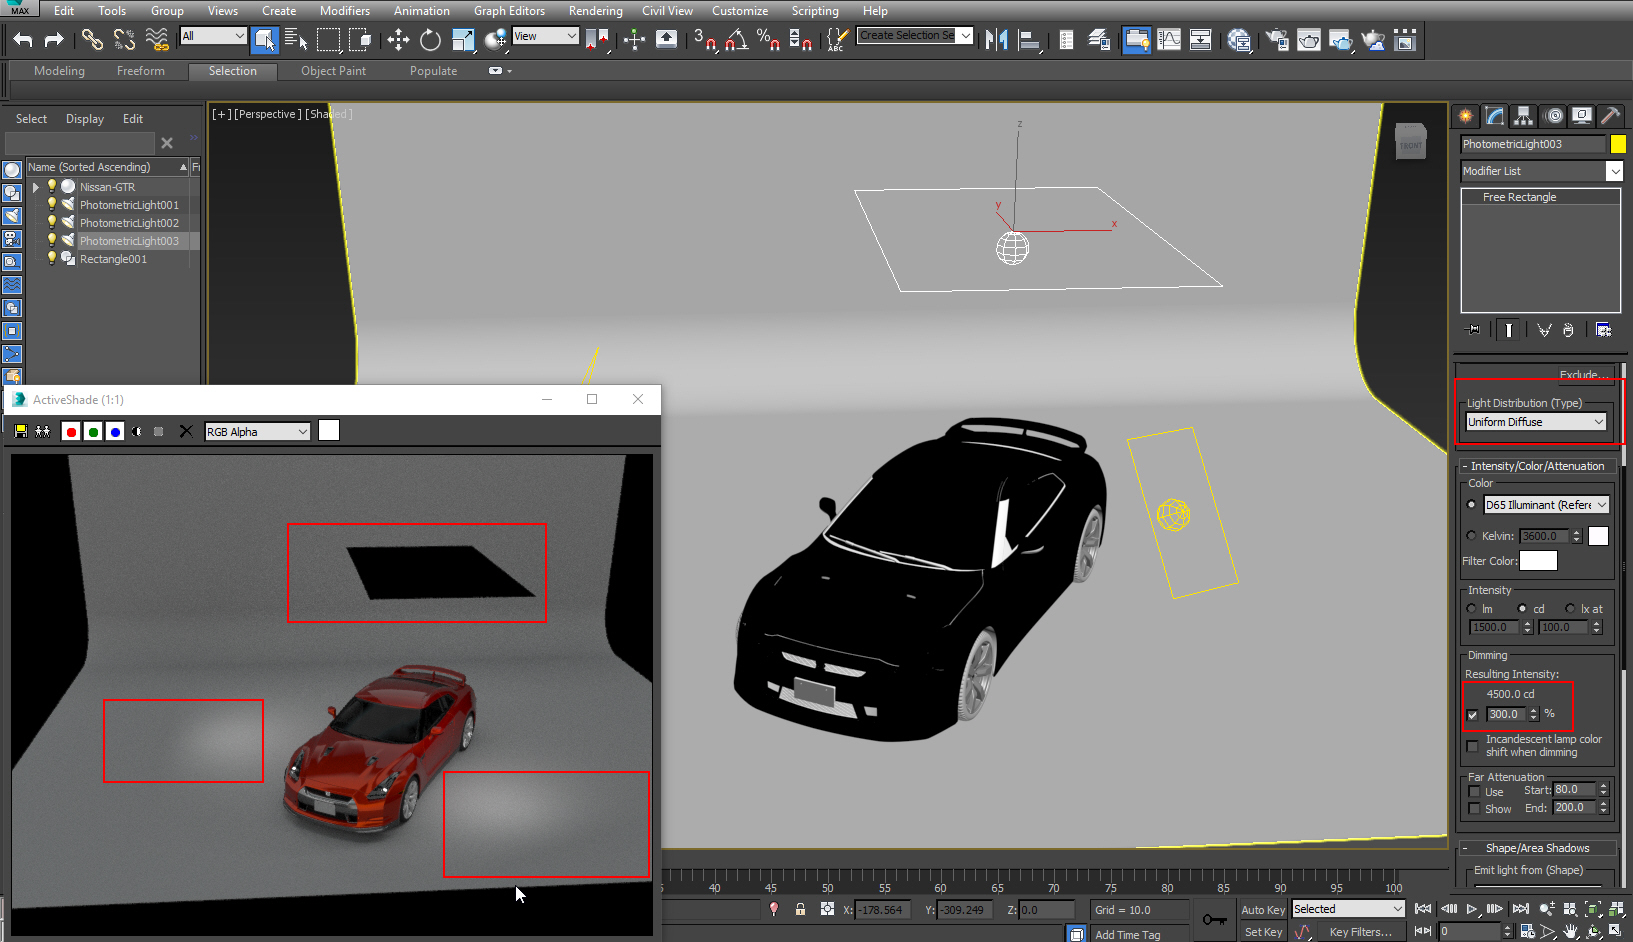 MAX
Edit Tools Group Views Create Modifiers Animation Graph Editors Rendering Civil View Customize Scripting Help
All View 3 ABC Create Selection Se
Modeling Freeform Selection Object Paint Populate
Select Display Edit
Name (Sorted Ascending) Fr
Nissan-GTR
PhotometricLight001
PhotometricLight002
PhotometricLight003
Rectangle001
[+] [Perspective] [Shaded]
z
y
x
FRONT
PhotometricLight003
Modifier List
Free Rectangle
Exclude...
Light Distribution (Type)
Uniform Diffuse
- Intensity/Color/Attenuation
Color
D65 Illuminant (Refere
Kelvin: 3600.0
Filter Color:
Intensity
lm cd lx at
1500.0 100.0
Dimming
Resulting Intensity:
4500.0 cd
300.0 %
Incandescent lamp color
shift when dimming
Far Attenuation
Use Start: 80.0
Show End: 200.0
- Shape/Area Shadows
Emit light from (Shape)
ActiveShade (1:1)
RGB Alpha
40 45 50 55 60 65 70 75 80 85 90 95 100
X: -178.564 Y: -309.249 Z: 0.0 Grid = 10.0
Add Time Tag
Auto Key Selected
Set Key Key Filters... 0